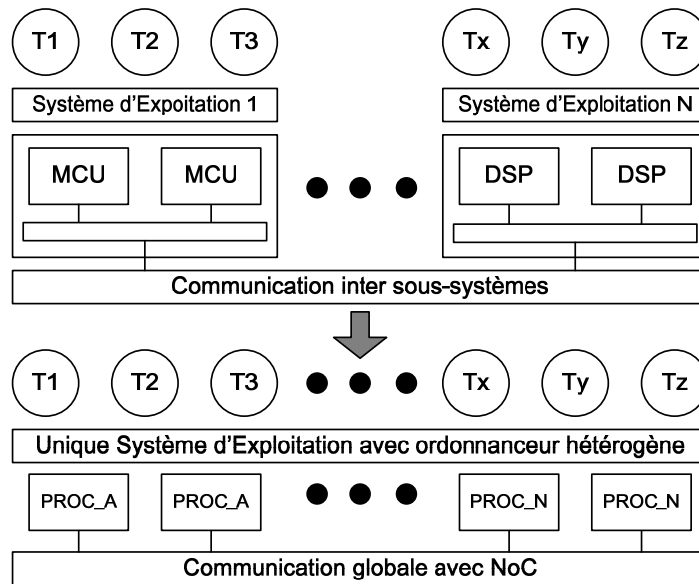 T1 T2 T3 Tx Ty Tz
Système d'Expoitation 1 Système d'Exploitation N
MCU MCU DSP DSP
Communication inter sous-systèmes
T1 T2 T3 Tx Ty Tz
Unique Système d'Exploitation avec ordonnanceur hétérogène
PROC_A PROC_A PROC_N PROC_N
Communication globale avec NoC